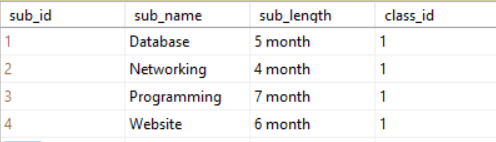 sub_id sub_name sub_length class_id
1 Database 5 month 1
2 Networking 4 month 1
3 Programming 7 month 1
4 Website 6 month 1